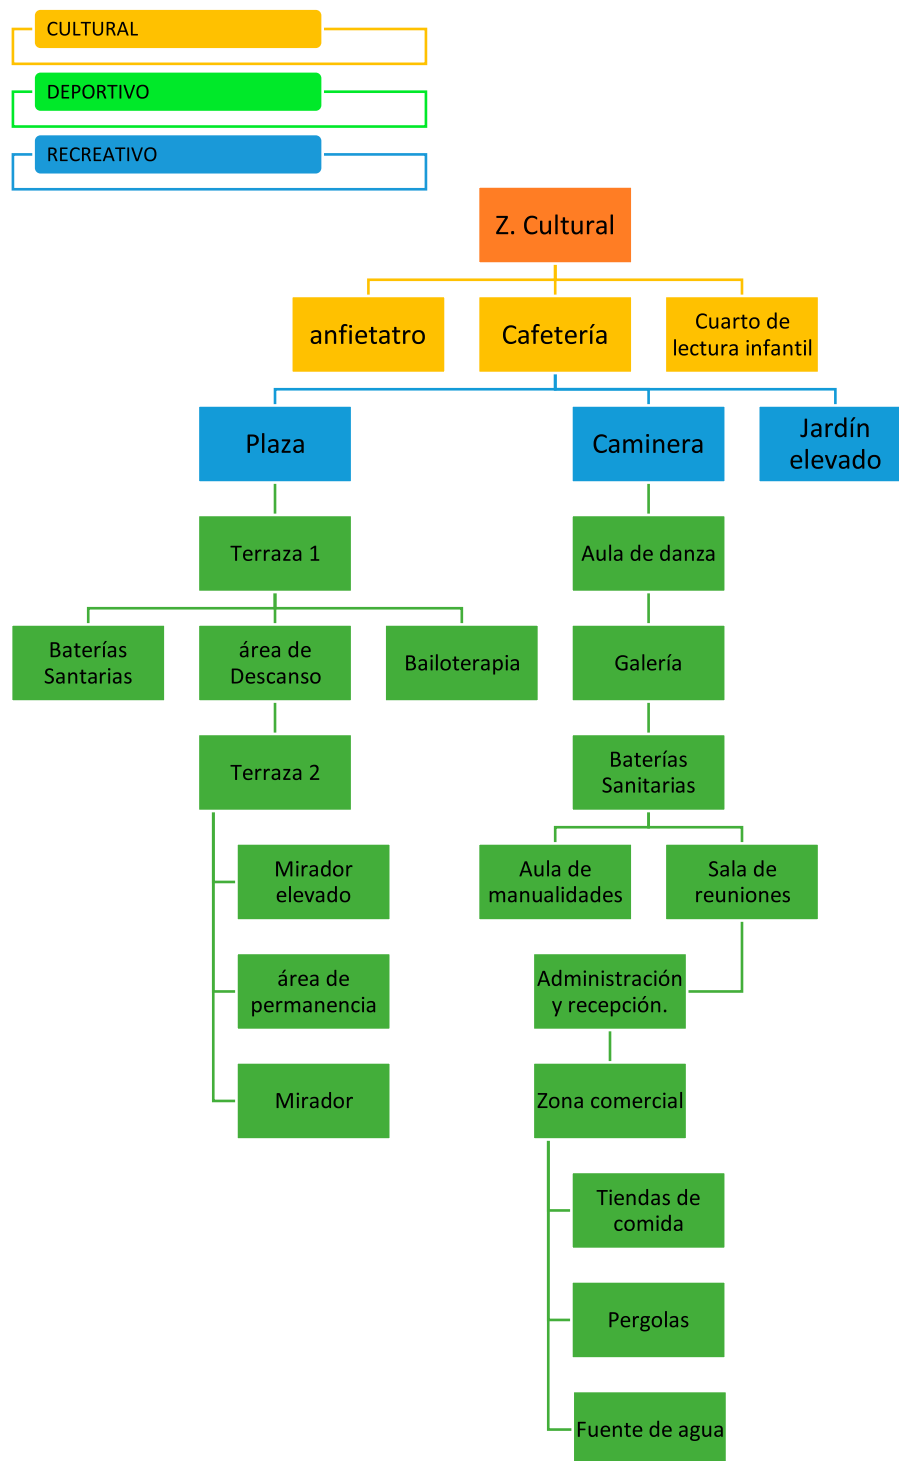 CULTURAL
DEPORTIVO
RECREATIVO
Z. Cultural
anfietatro
Cafetería
Cuarto de
lectura infantil
Plaza
Caminera
Jardín
elevado
Terraza 1
Aula de danza
Baterías
Santarias
área de
Descanso
Bailoterapia
Galería
Terraza 2
Baterías
Sanitarias
Mirador
elevado
Aula de
manualidades
Sala de
reuniones
área de
permanencia
Administración
y recepción.
Mirador
Zona comercial
Tiendas de
comida
Pergolas
Fuente de agua